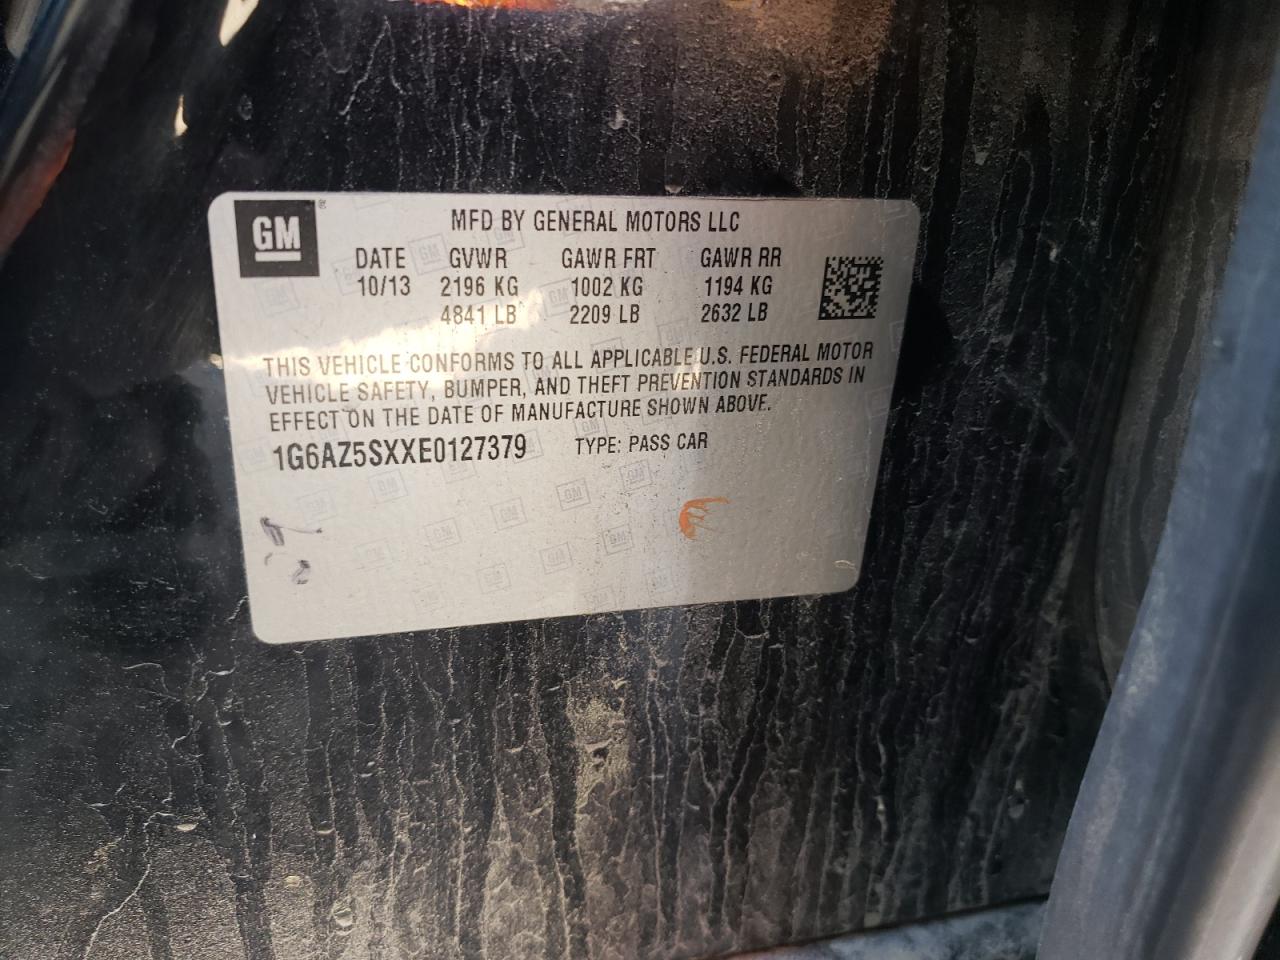 GM®
MFD BY GENERAL MOTORS LLC
DATE GVWR GAWR FRT GAWR RR
10/13 2196 KG 1002 KG 1194 KG
4841 LB 2209 LB 2632 LB
THIS VEHICLE CONFORMS TO ALL APPLICABLE U.S. FEDERAL MOTOR
VEHICLE SAFETY, BUMPER, AND THEFT PREVENTION STANDARDS IN
EFFECT ON THE DATE OF MANUFACTURE SHOWN ABOVE.
1G6AZ5SXXE0127379 TYPE: PASS CAR